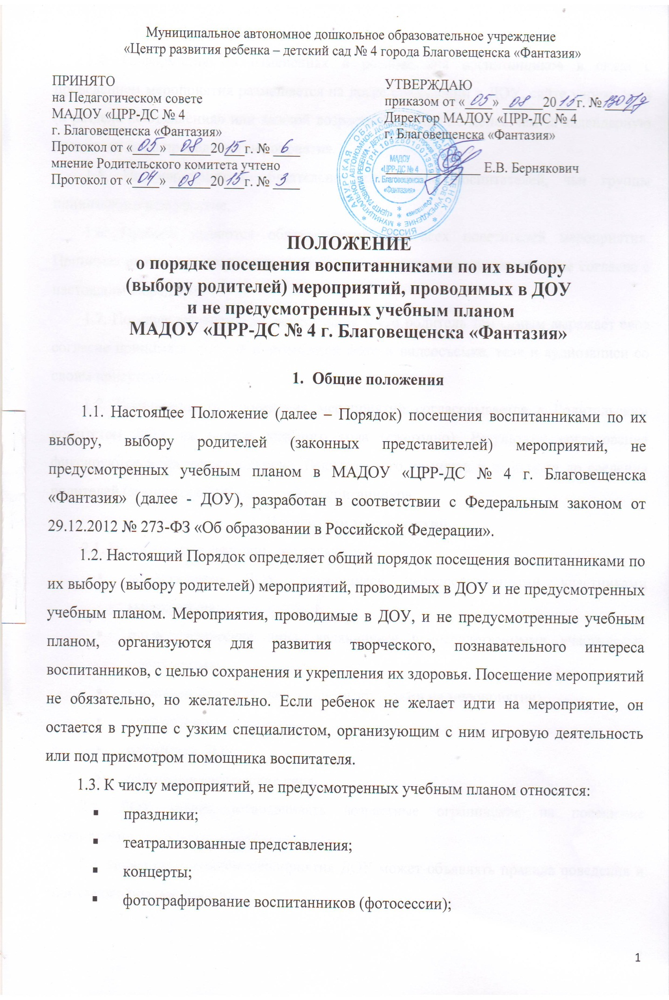 Муниципальное автономное дошкольное образовательное учреждение
«Центр развития ребенка – детский сад № 4 города Благовещенска «Фантазия»
ПРИНЯТО
на Педагогическом совете
МАДОУ «ЦРР-ДС № 4
г. Благовещенска «Фантазия»
Протокол от « 05 » 08 20 15 г. № 6
мнение Родительского комитета учтено
Протокол от « 04 » 08 20 15 г. № 3
УТВЕРЖДАЮ
приказом от « 05 » 08 20 15 г. № 130
Директор МАДОУ «ЦРР-ДС № 4
г. Благовещенска «Фантазия»
Е.В. Бернякович
АМУРСКАЯ ОБЛАСТЬ
РОССИЯ
МАДОУ
«ЦРР-ДС № 4
г. Благовещенска
«Фантазия»
ПОЛОЖЕНИЕ
о порядке посещения воспитанниками по их выбору
(выбору родителей) мероприятий, проводимых в ДОУ
и не предусмотренных учебным планом
МАДОУ «ЦРР-ДС № 4 г. Благовещенска «Фантазия»
1. Общие положения
1.1. Настоящее Положение (далее – Порядок) посещения воспитанниками по их
выбору, выбору родителей (законных представителей) мероприятий, не
предусмотренных учебным планом в МАДОУ «ЦРР-ДС № 4 г. Благовещенска
«Фантазия» (далее - ДОУ), разработан в соответствии с Федеральным законом от
29.12.2012 № 273-ФЗ «Об образовании в Российской Федерации».
1.2. Настоящий Порядок определяет общий порядок посещения воспитанниками по
их выбору (выбору родителей) мероприятий, проводимых в ДОУ и не предусмотренных
учебным планом. Мероприятия, проводимые в ДОУ, и не предусмотренные учебным
планом, организуются для развития творческого, познавательного интереса
воспитанников, с целью сохранения и укрепления их здоровья. Посещение мероприятий
не обязательно, но желательно. Если ребенок не желает идти на мероприятие, он
остается в группе с узким специалистом, организующим с ним игровую деятельность
или под присмотром помощника воспитателя.
1.3. К числу мероприятий, не предусмотренных учебным планом относятся:
▪ праздники;
▪ театрализованные представления;
▪ концерты;
▪ фотографирование воспитанников (фотосессии);
1